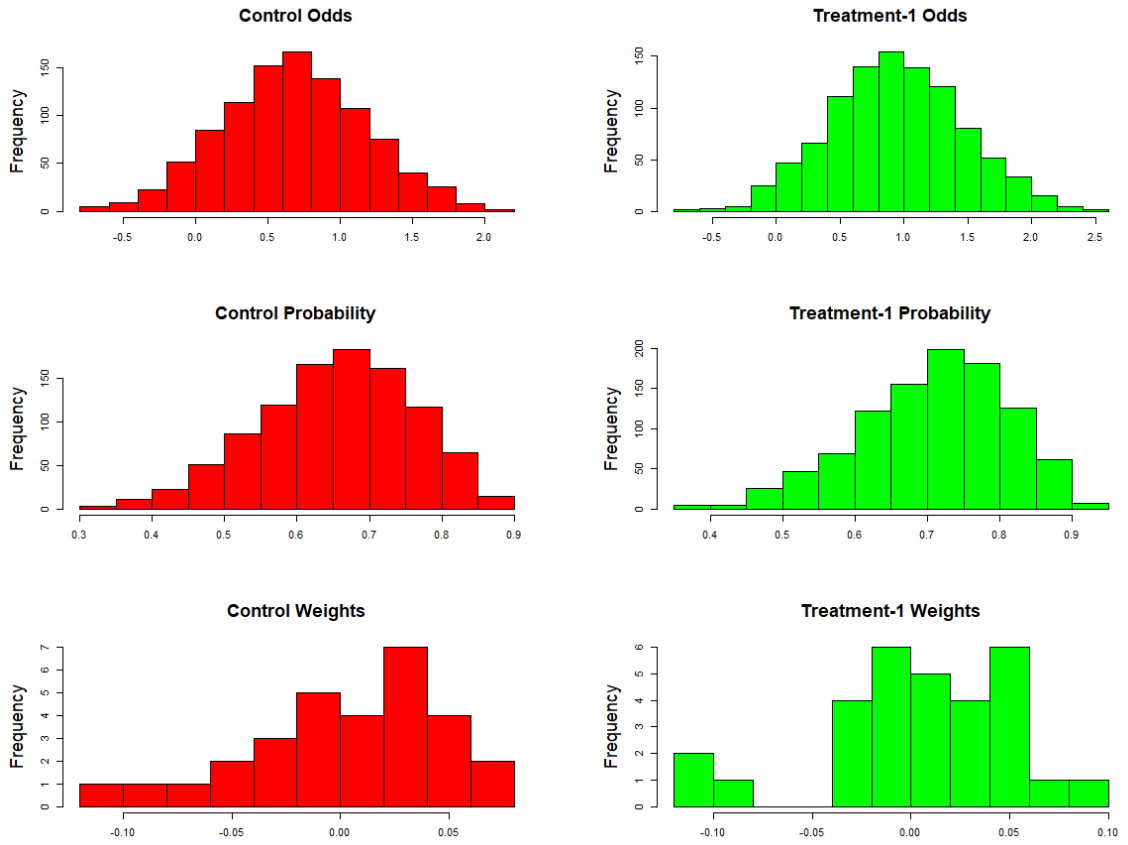 Control Odds
Frequency
0 50 100 150
-0.5 0.0 0.5 1.0 1.5 2.0
Treatment-1 Odds
Frequency
0 50 100 150
-0.5 0.0 0.5 1.0 1.5 2.0 2.5
Control Probability
Frequency
0 50 100 150
0.3 0.4 0.5 0.6 0.7 0.8 0.9
Treatment-1 Probability
Frequency
0 50 100 150 200
0.4 0.5 0.6 0.7 0.8 0.9
Control Weights
Frequency
0 1 2 3 4 5 6 7
-0.10 -0.05 0.00 0.05
Treatment-1 Weights
Frequency
0 1 2 3 4 5 6
-0.10 -0.05 0.00 0.05 0.10